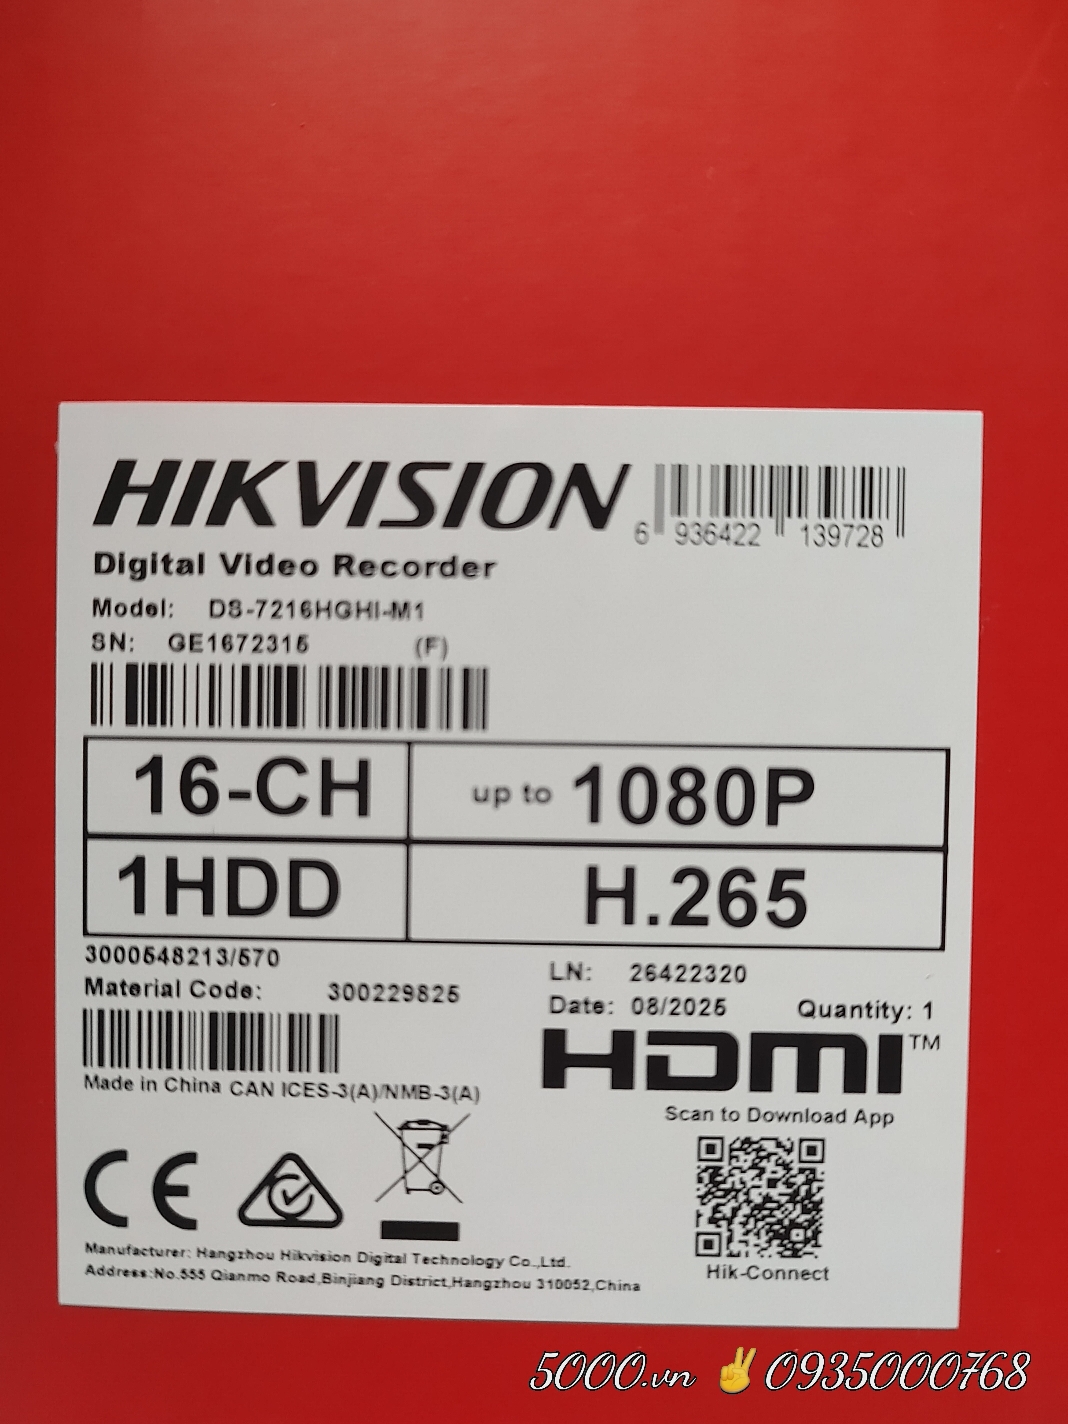 HIKVISION
6 936422 139728
Digital Video Recorder
Model: DS-7216HGHI-M1
SN: GE1672315 (F)
16-CH up to 1080P
1HDD H.265
3000548213/570
LN: 26422320
Material Code: 300229825
Date: 08/2025 Quantity: 1
HDMI™
Made in China CAN ICES-3(A)/NMB-3(A)
Scan to Download App
CE
Hik-Connect
Manufacturer: Hangzhou Hikvision Digital Technology Co.,Ltd.
Address:No.555 Qianmo Road,Binjiang District,Hangzhou 310052,China
5000.vn ✌ 0935000768